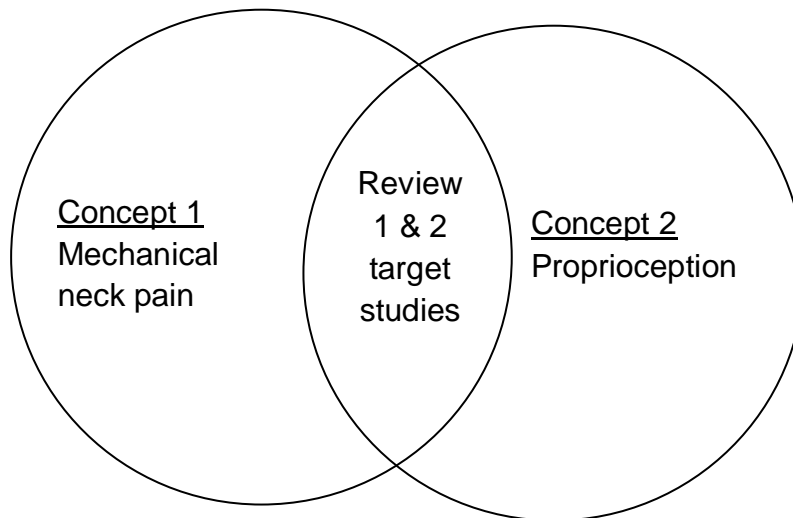 Concept 1
Mechanical
neck pain
Review
1 & 2
target
studies
Concept 2
Proprioception